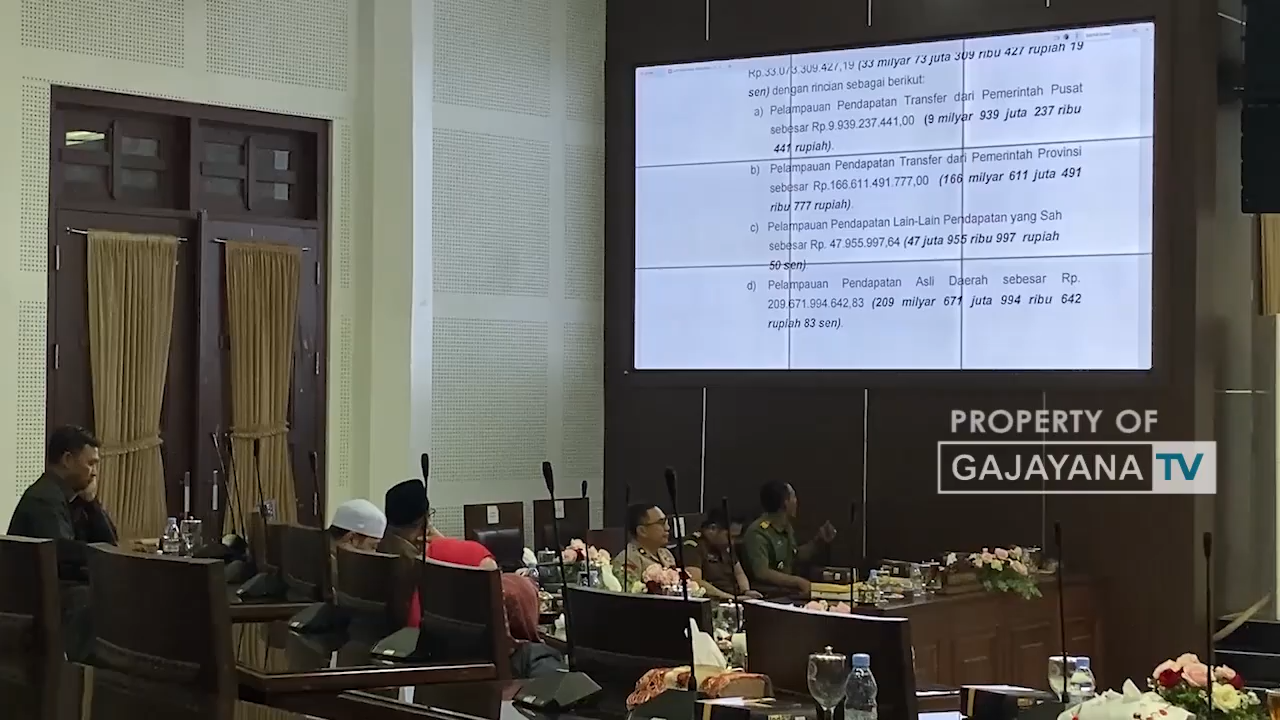 Rp.33.073.309.427,19 (33 milyar 73 juta 309 ribu 427 rupiah 19
sen) dengan rincian sebagai berikut:
a) Pelampauan Pendapatan Transfer dari Pemerintah Pusat
sebesar Rp.9.939.237.441,00 (9 milyar 939 juta 237 ribu
441 rupiah).
b) Pelampauan Pendapatan Transfer dari Pemerintah Provinsi
sebesar Rp.166.611.491.777,00 (166 milyar 611 juta 491
ribu 777 rupiah).
c) Pelampauan Pendapatan Lain-Lain Pendapatan yang Sah
sebesar Rp. 47.955.997,64 (47 juta 955 ribu 997 rupiah
50 sen)
d) Pelampauan Pendapatan Asli Daerah sebesar Rp.
209.671.994.642,83 (209 milyar 671 juta 994 ribu 642
rupiah 83 sen).
PROPERTY OF
GAJAYANA TV